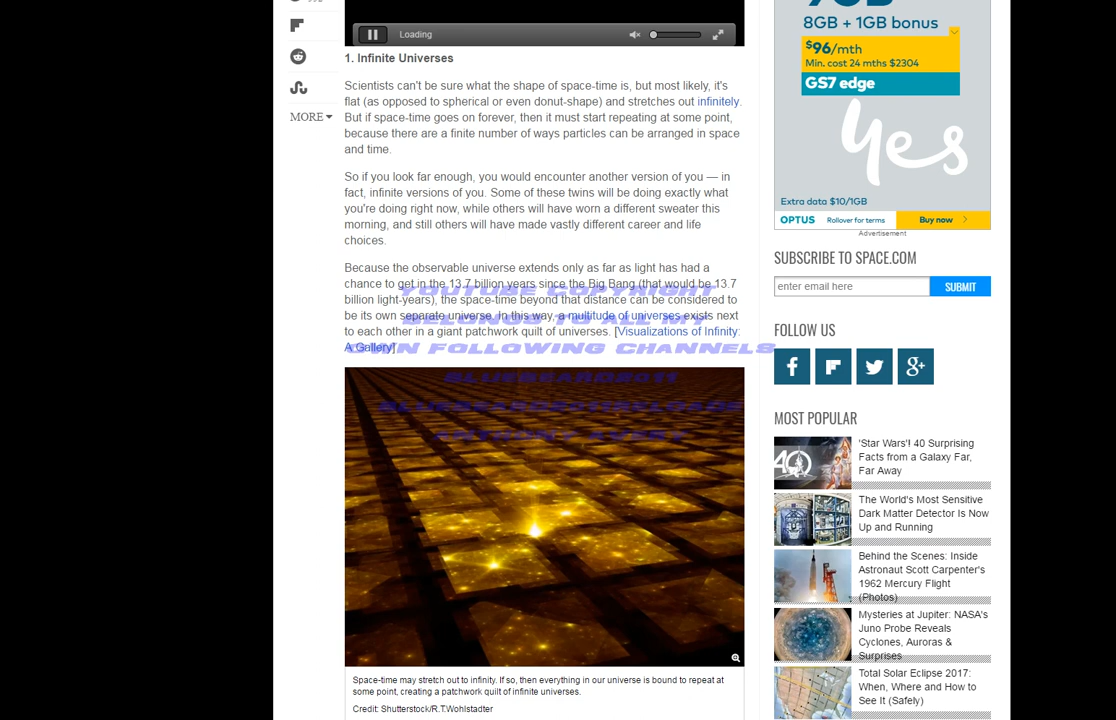 Loading
MORE
1. Infinite Universes
Scientists can't be sure what the shape of space-time is, but most likely, it's
flat (as opposed to spherical or even donut-shape) and stretches out infinitely.
But if space-time goes on forever, then it must start repeating at some point,
because there are a finite number of ways particles can be arranged in space
and time.
So if you look far enough, you would encounter another version of you — in
fact, infinite versions of you. Some of these twins will be doing exactly what
you're doing right now, while others will have worn a different sweater this
morning, and still others will have made vastly different career and life
choices.
Because the observable universe extends only as far as light has had a
chance to get in the 13.7 billion years since the Big Bang (that would be 13.7
billion light-years), the space-time beyond that distance can be considered to
be its own separate universe. In this way, a multitude of universes exists next
to each other in a giant patchwork quilt of universes. [Visualizations of Infinity:
A Gallery]
YOUTUBE COPYRIGHT
BELONGS TO ALL MY
OWN FOLLOWING CHANNELS
Space-time may stretch out to infinity. If so, then everything in our universe is bound to repeat at
some point, creating a patchwork quilt of infinite universes.
Credit: Shutterstock/R.T.Wohlstadter
8GB + 1GB bonus
$96/mth
Min. cost 24 mths $2304
GS7 edge
Yes
Extra data $10/1GB
OPTUS Rollover for terms Buy now
Advertisement
SUBSCRIBE TO SPACE.COM
enter email here SUBMIT
FOLLOW US
MOST POPULAR
'Star Wars'! 40 Surprising
Facts from a Galaxy Far,
Far Away
The World's Most Sensitive
Dark Matter Detector Is Now
Up and Running
Behind the Scenes: Inside
Astronaut Scott Carpenter's
1962 Mercury Flight
(Photos)
Mysteries at Jupiter: NASA's
Juno Probe Reveals
Cyclones, Auroras &
Surprises
Total Solar Eclipse 2017:
When, Where and How to
See It (Safely)